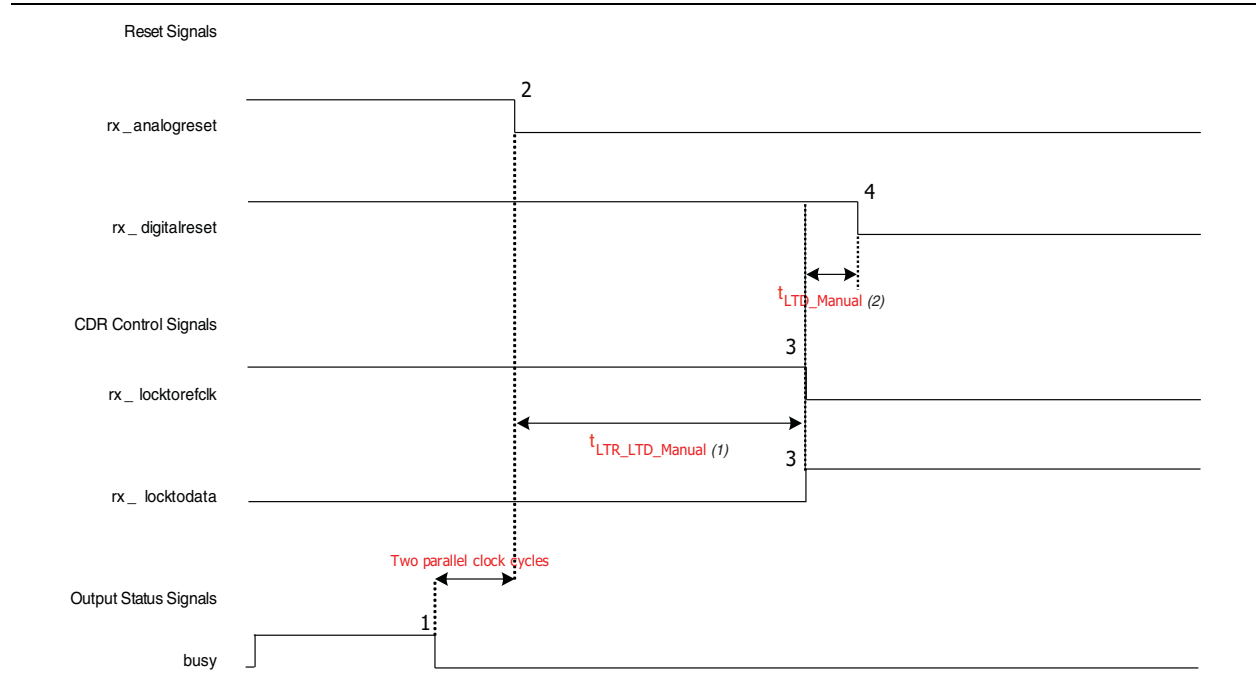 Reset Signals
2
rx _ analogreset
4
rx _ digitalreset
tLTD_Manual (2)
CDR Control Signals
3
rx _ locktorefclk
tLTR_LTD_Manual (1)
3
rx _ locktodata
Two parallel clock cycles
Output Status Signals
1
busy